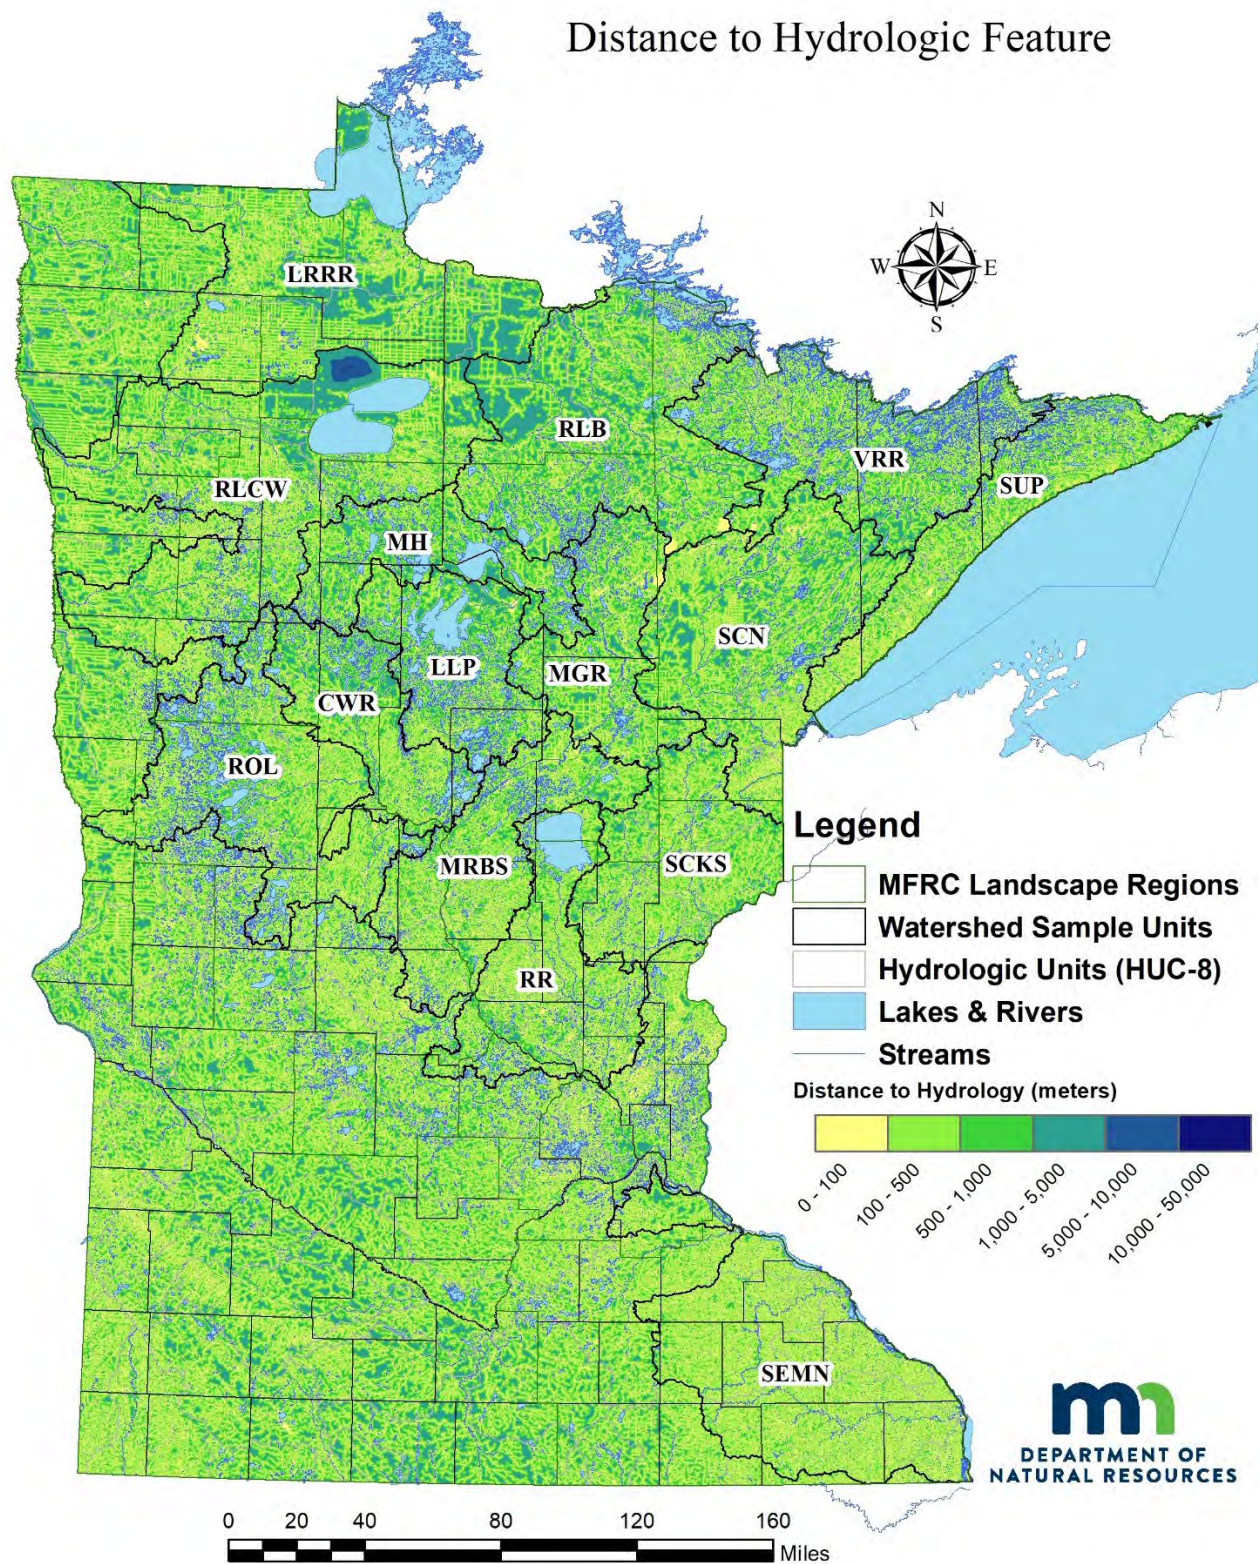 Distance to Hydrologic Feature
N
W E
S
LRRR
RLB
VRR
SUP
RLCW
MH
SCN
LLP
MGR
CWR
ROL
MRBS
SCKS
RR
SEMN
Legend
MFRC Landscape Regions
Watershed Sample Units
Hydrologic Units (HUC-8)
Lakes & Rivers
Streams
Distance to Hydrology (meters)
0 - 100
100 - 500
500 - 1,000
1,000 - 5,000
5,000 - 10,000
10,000 - 50,000
mn
DEPARTMENT OF
NATURAL RESOURCES
0 20 40 80 120 160
Miles